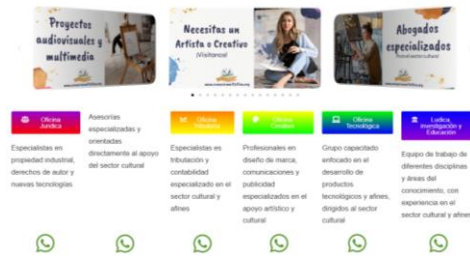 Proyectos
audiovisuales y
multimedia
Necesitas un
Artista o Creativo
¡Visítanos!
Abogados
especializados
Oficina
Jurídica
Especialistas en
propiedad industrial,
derechos de autor y
nuevas tecnologías
Asesorías
especializadas y
orientadas
directamente al apoyo
del sector cultural
Oficina
Especialistas es
tributación y
contabilidad
especializado en el
sector cultural y
afines
Oficina
Creativa
Profesionales en
diseño de marca,
comunicaciones y
publicidad
especializados en el
apoyo artístico y
cultural
Oficina
Tecnológica
Grupo capacitado
enfocado en el
desarrollo de
productos
tecnológicos y afines,
dirigidos al sector
cultural
Ludica,
investigación y
Educación
Equipo de trabajo de
diferentes disciplinas
y áreas del
conocimiento, con
experiencia en el
sector cultural y afines